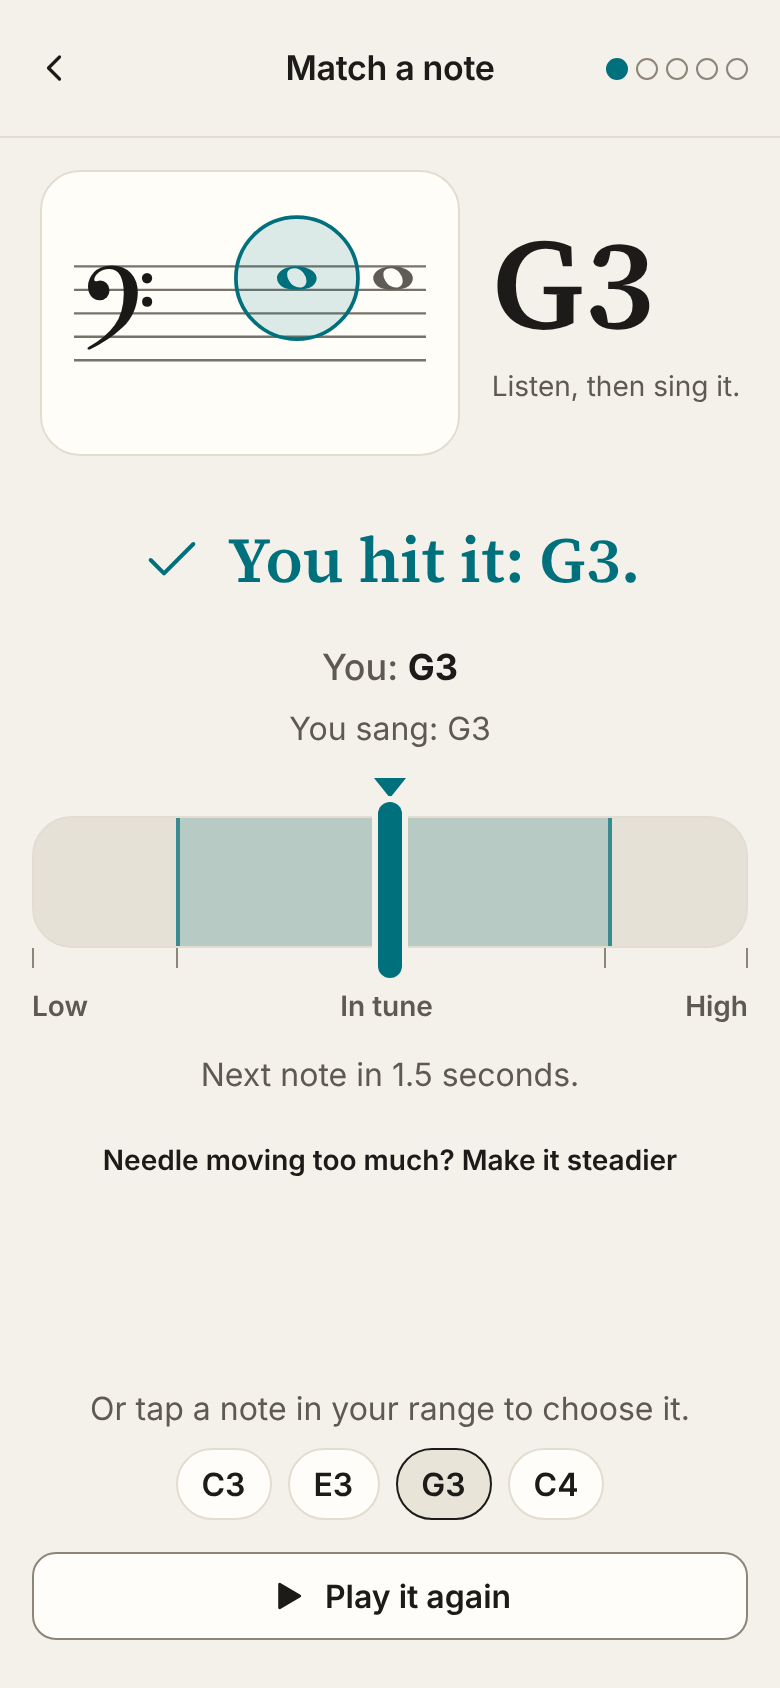 Match a note
G3
Listen, then sing it.
You hit it: G3.
You: G3
You sang: G3
Low
In tune
High
Next note in 1.5 seconds.
Needle moving too much? Make it steadier
Or tap a note in your range to choose it.
C3
E3
G3
C4
Play it again